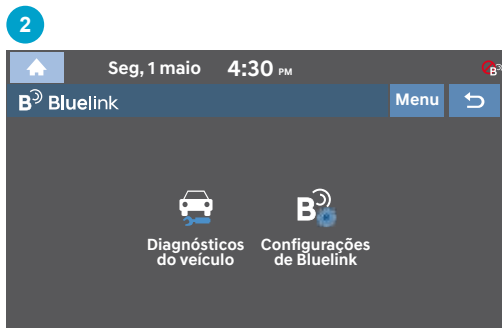 2
Seg, 1 maio 4:30 PM
B
B Bluelink Menu
B
Diagnósticos
do veículo
Configurações
de Bluelink